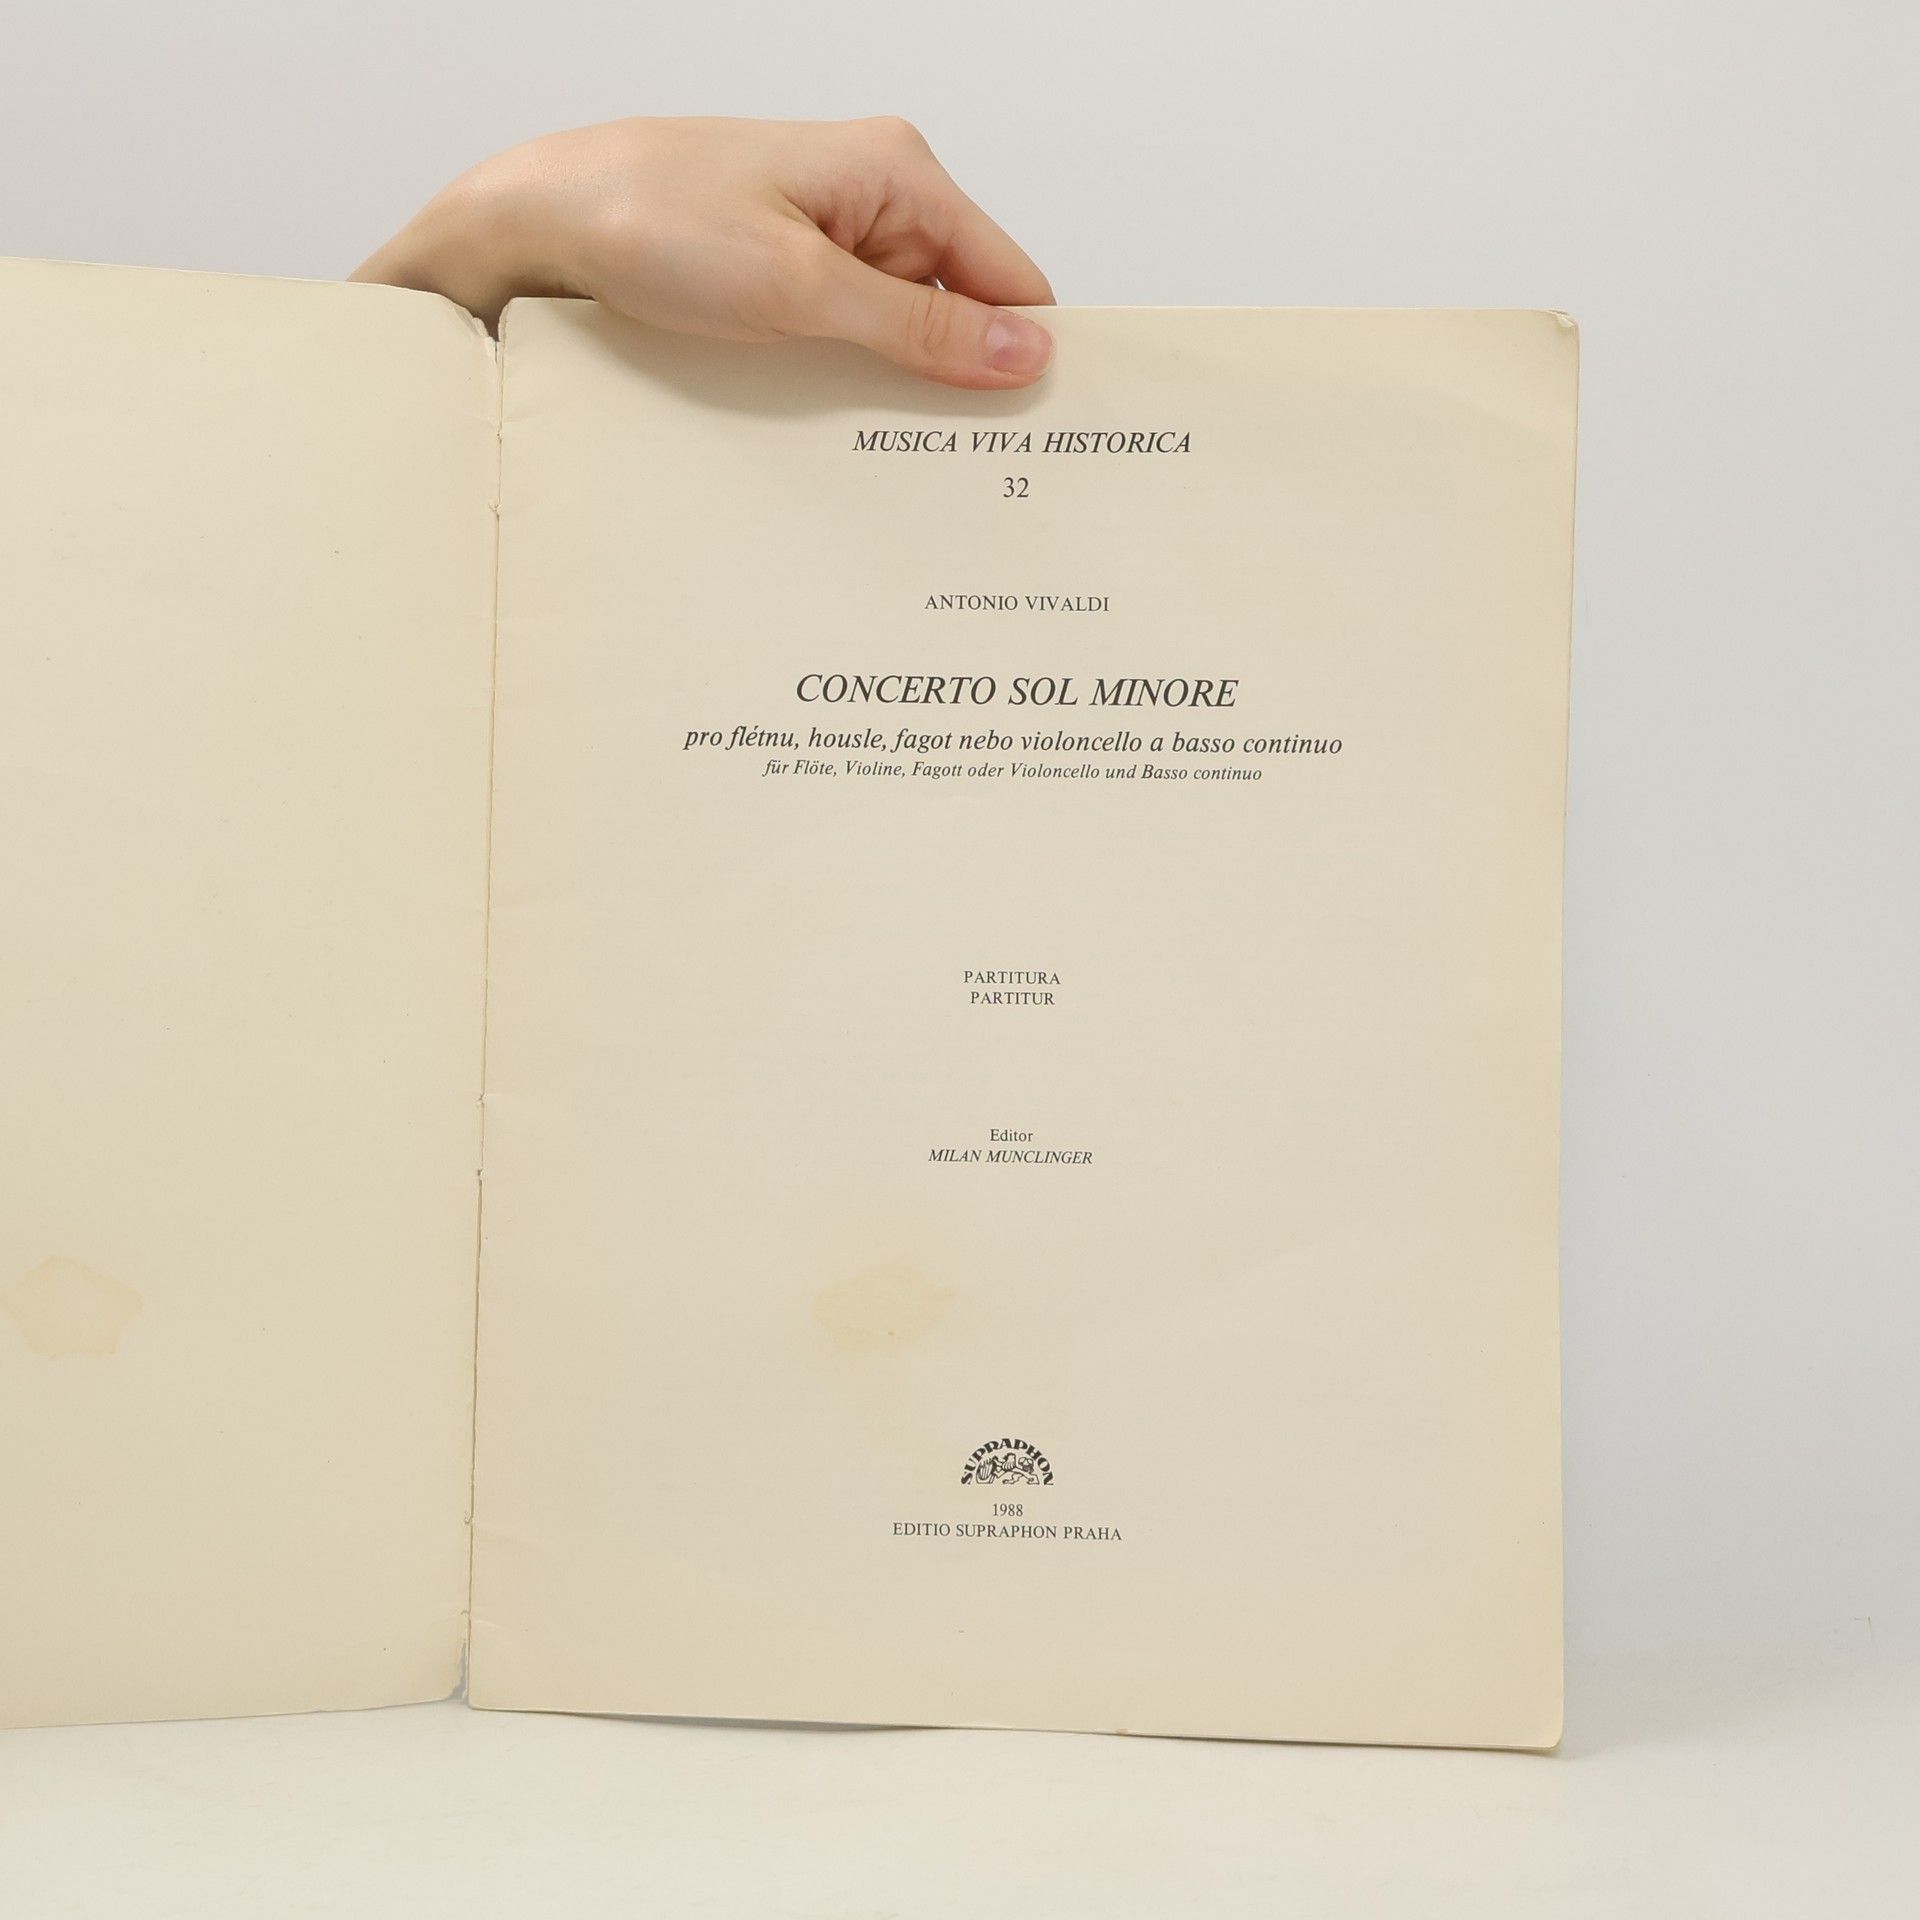 MUSICA VIVA HISTORICA
32
ANTONIO VIVALDI
CONCERTO SOL MINORE
pro flétnu, housle, fagot nebo violoncello a basso continuo
für Flöte, Violine, Fagott oder Violoncello und Basso continuo
PARTITURA
PARTITUR
Editor
MILAN MUNCLINGER
SUPRAPHON
1988
EDITIO SUPRAPHON PRAHA